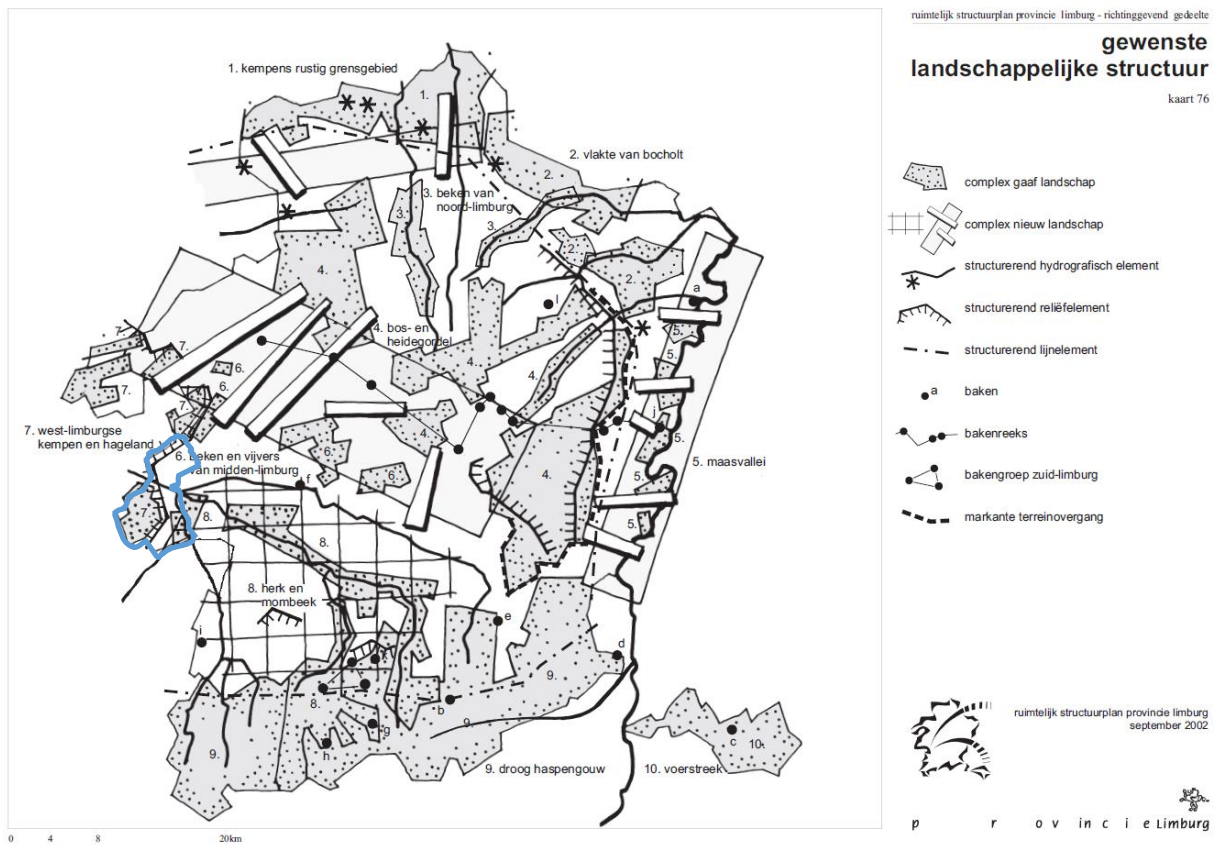 ruimtelijk structuurplan provincie limburg - richtinggevend gedeelte
gewenste
landschappelijke structuur
kaart 76
complex gaaf landschap
complex nieuw landschap
structurerend hydrografisch element
structurerend reliëfelement
structurerend lijnelement
a
baken
bakenreeks
bakengroep zuid-limburg
markante terreinovergang
1. kempens rustig grensgebied
1.
2. vlakte van bocholt
2.
3. beken van
noord-limburg
3.
3.
2.
2.
4.
a
l
4. bos- en
heidegordel
5.
5.
7.
7.
6.
6.
7.
4.
4.
7.
4.
j
5.
7. west-limburgse
kempen en hageland
6. beken en vijvers
van midden-limburg
6.
6.
4.
5. maasvallei
5.
f
7.
8.
8.
5.
8. herk en
mombeek
e
i
d
k
9.
8.
b
9.
g
h
9.
c
10.
9. droog haspengouw
10. voerstreek
ruimtelijk structuurplan provincie limburg
september 2002
provincie Limburg
0 4 8 20km